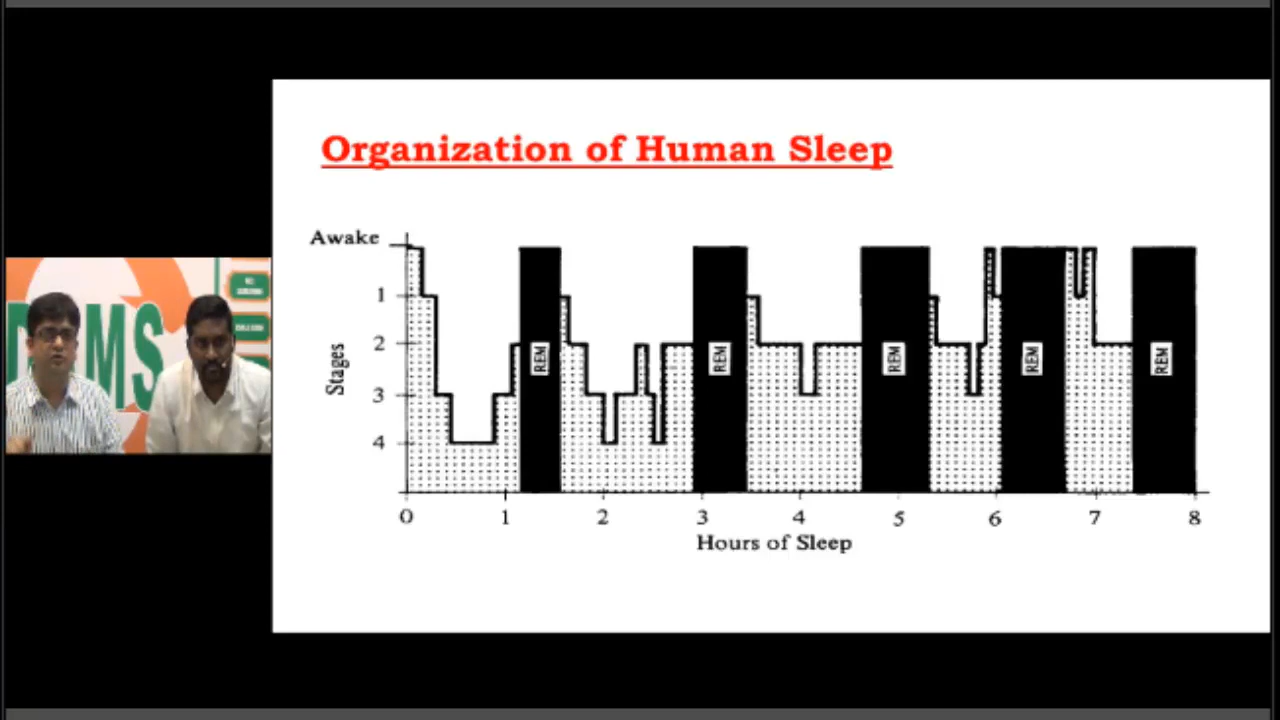 Organization of Human Sleep
Awake
1
2
3
4
Stages
REM
REM
REM
REM
REM
0 1 2 3 4 5 6 7 8
Hours of Sleep